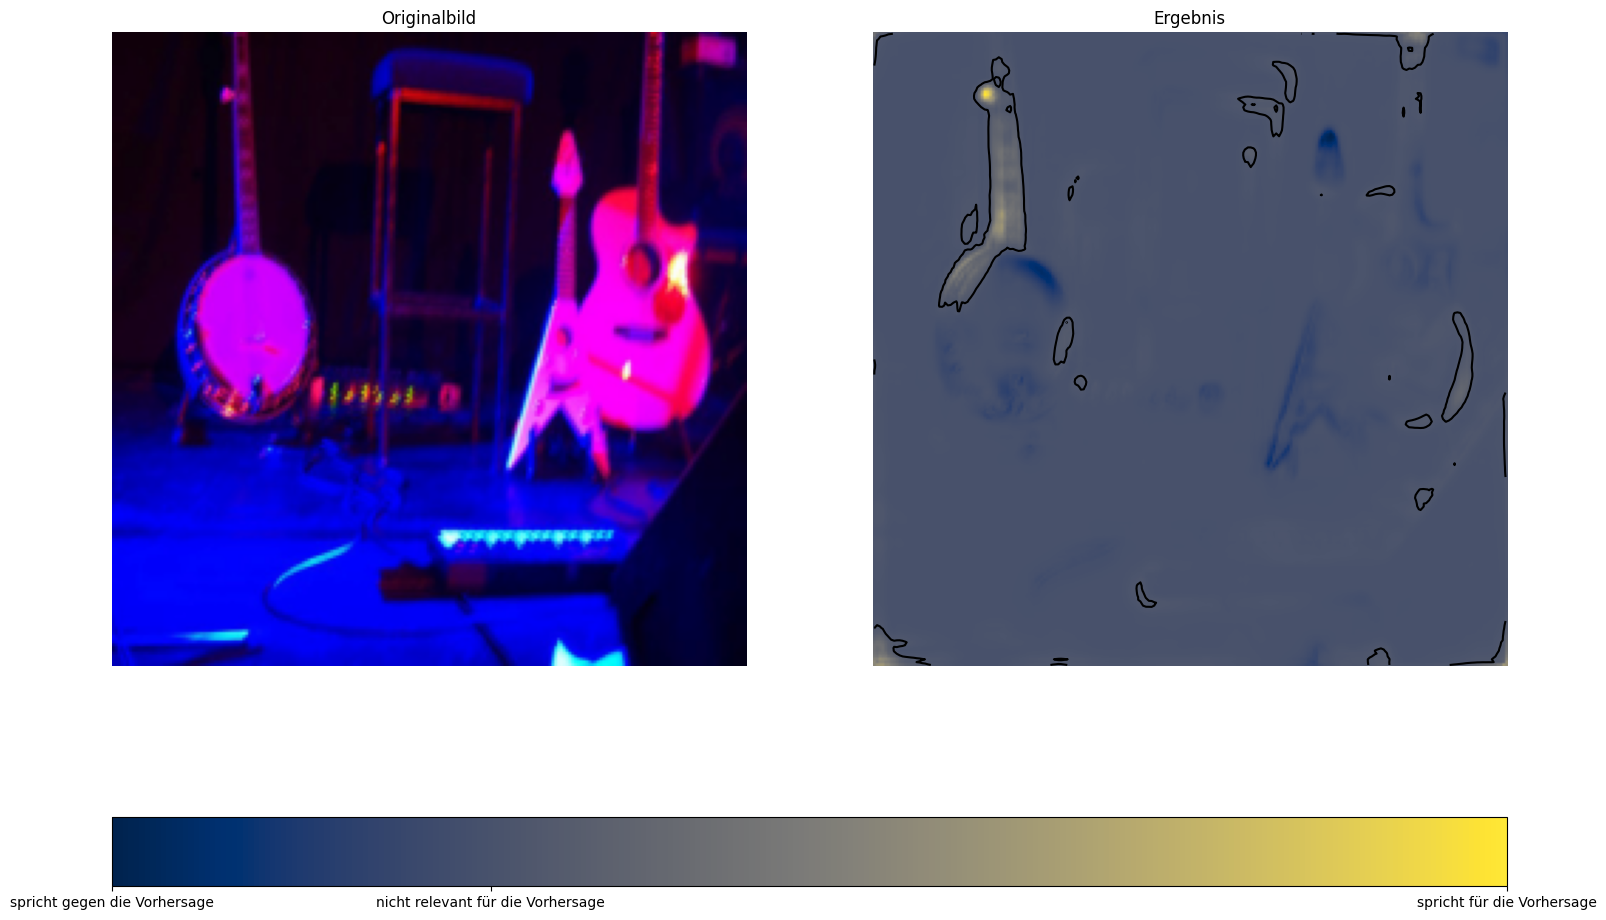 Originalbild
Ergebnis
spricht gegen die Vorhersage
nicht relevant für die Vorhersage
spricht für die Vorhersage